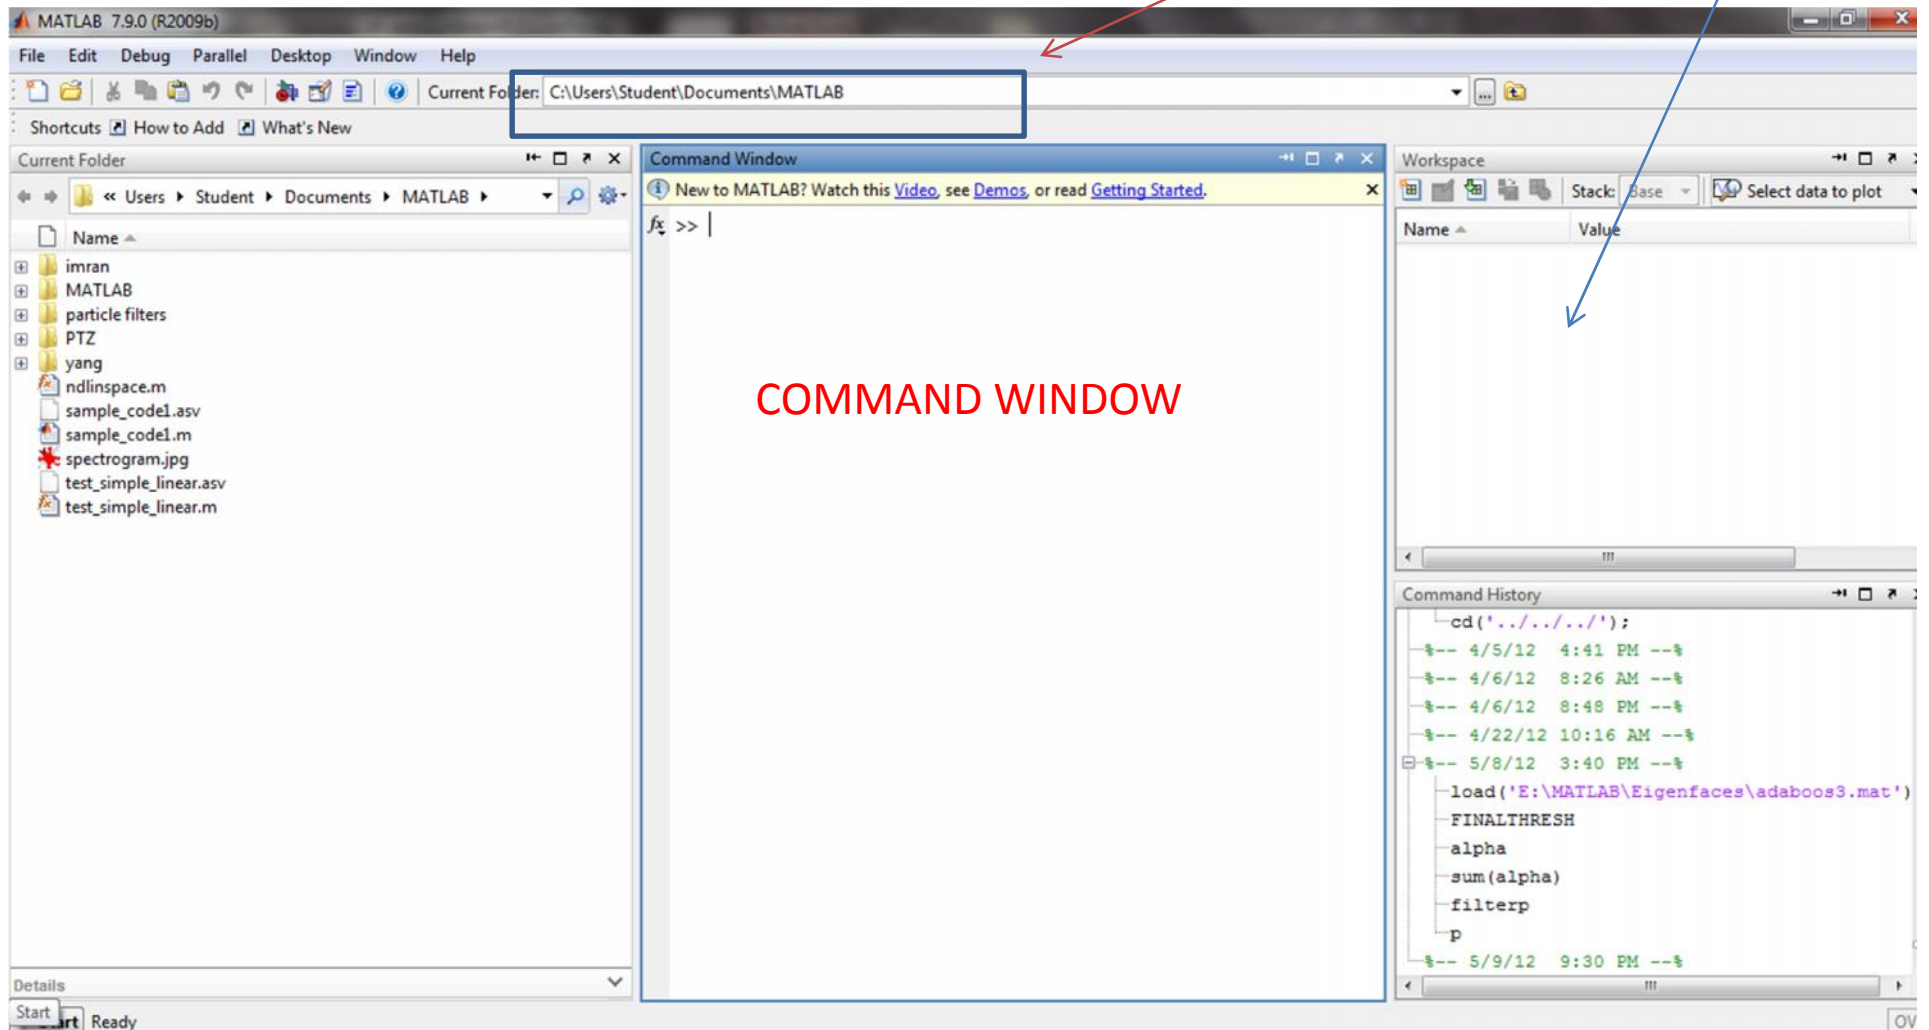 MATLAB 7.9.0 (R2009b)
File Edit Debug Parallel Desktop Window Help
Current Folder: C:\Users\Student\Documents\MATLAB
Shortcuts How to Add What's New
Current Folder
« Users Student Documents MATLAB
Name
imran
MATLAB
particle filters
PTZ
yang
ndlinspace.m
sample_code1.asv
sample_code1.m
spectrogram.jpg
test_simple_linear.asv
test_simple_linear.m
Details
Command Window
New to MATLAB? Watch this Video, see Demos, or read Getting Started.
fx >>
COMMAND WINDOW
Workspace
Stack: Base Select data to plot
Name Value
Command History
cd('../../../');
%-- 4/5/12 4:41 PM --%
%-- 4/6/12 8:26 AM --%
%-- 4/6/12 8:48 PM --%
%-- 4/22/12 10:16 AM --%
%-- 5/8/12 3:40 PM --%
load('E:\MATLAB\Eigenfaces\adaboos3.mat')
FINALTHRESH
alpha
sum(alpha)
filterp
p
%-- 5/9/12 9:30 PM --%
Start
Ready